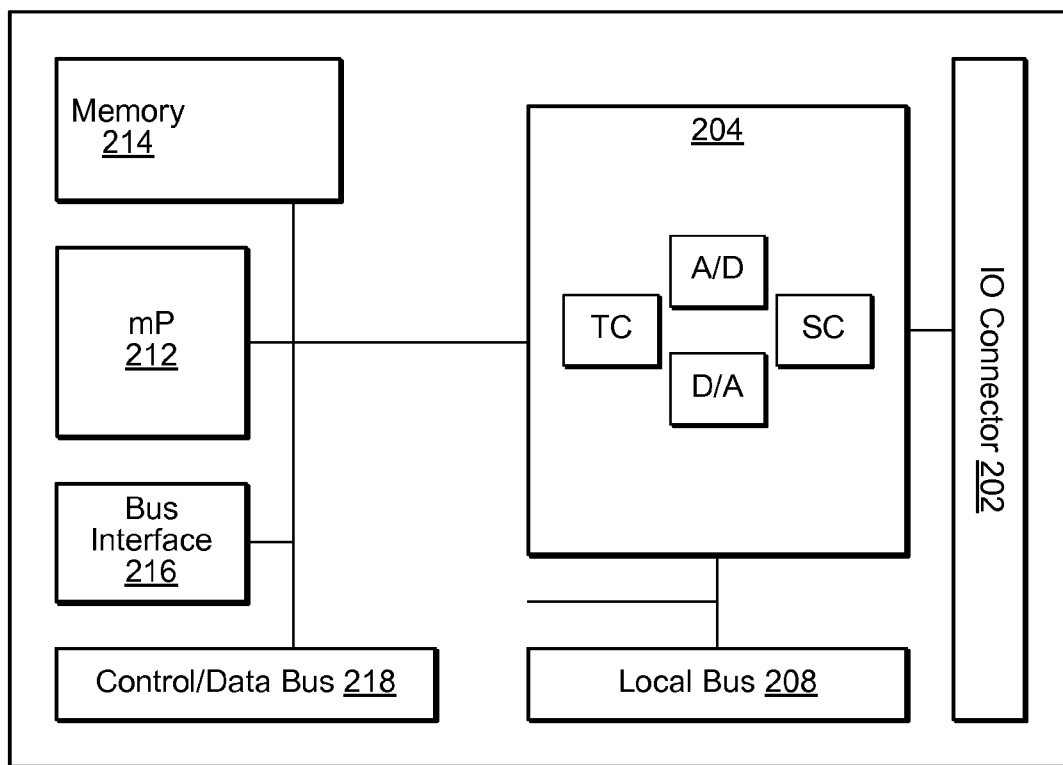 Memory
214
mP
212
Bus
Interface
216
Control/Data Bus 218
204
A/D
TC
SC
D/A
Local Bus 208
IO Connector 202